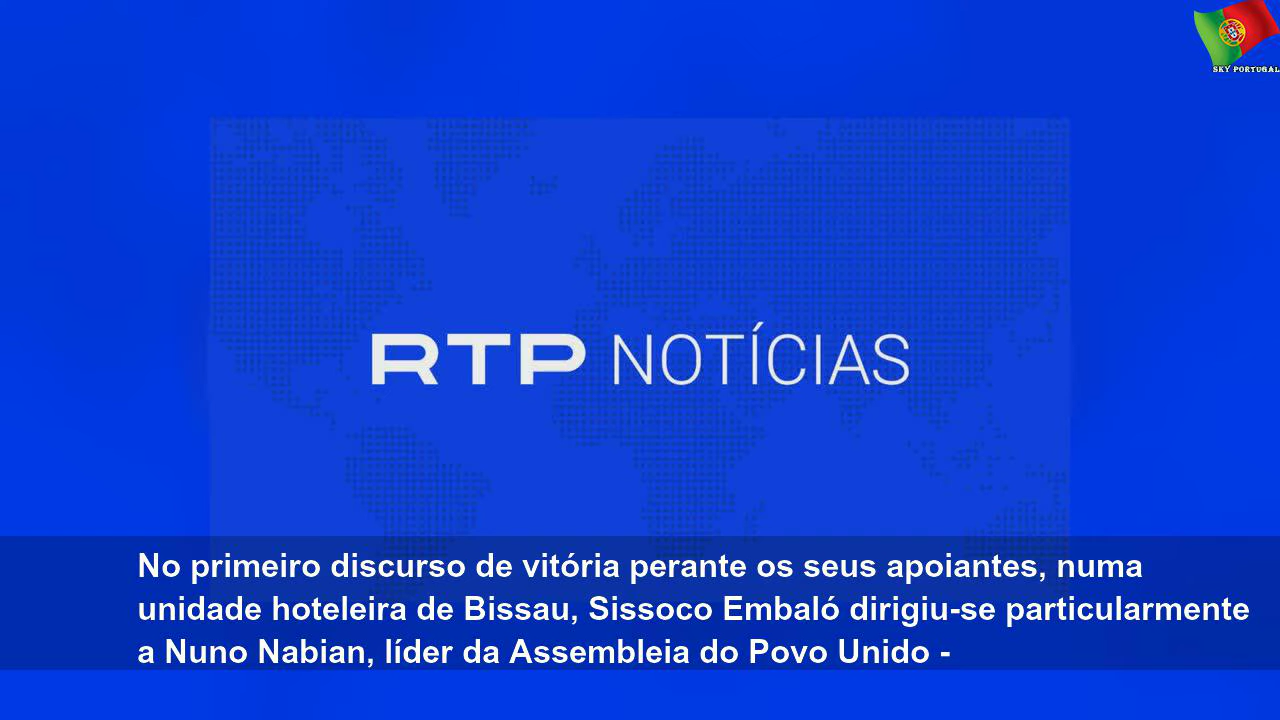 SKY PORTUGAL
RTP NOTÍCIAS
No primeiro discurso de vitória perante os seus apoiantes, numa
unidade hoteleira de Bissau, Sissoco Embaló dirigiu-se particularmente
a Nuno Nabian, líder da Assembleia do Povo Unido -